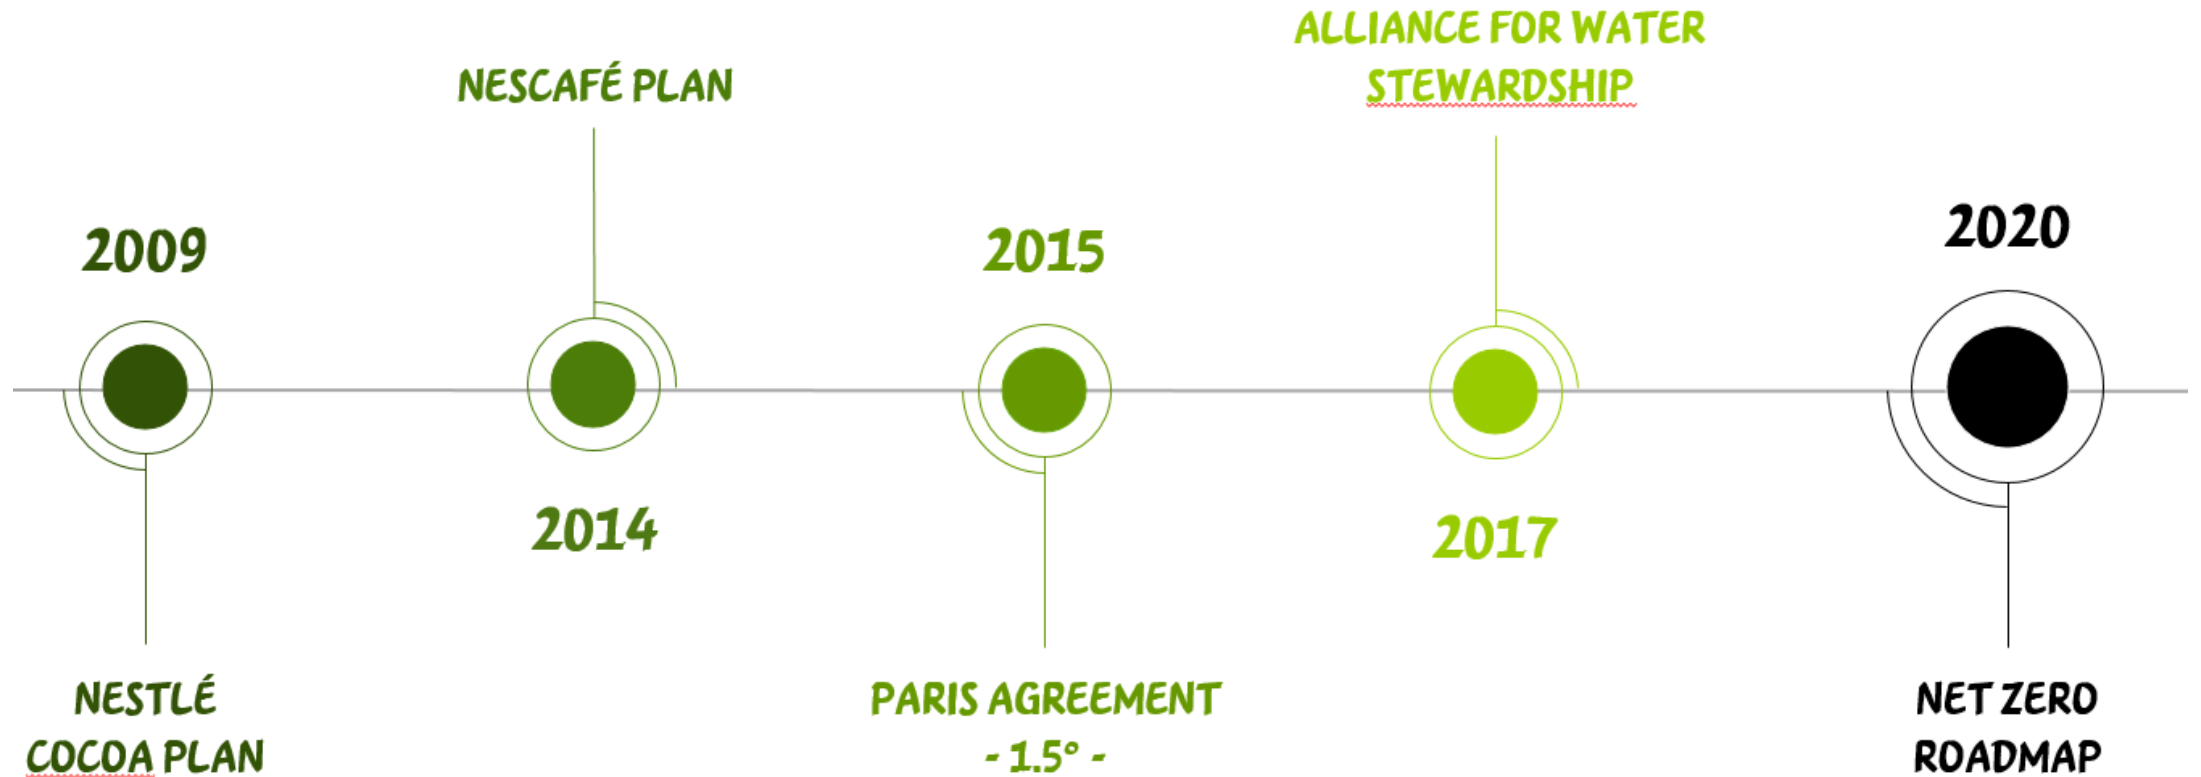 2009
NESTLÉ
COCOA PLAN
NESCAFÉ PLAN
2014
2015
PARIS AGREEMENT
- 1.5° -
ALLIANCE FOR WATER
STEWARDSHIP
2017
2020
NET ZERO
ROADMAP